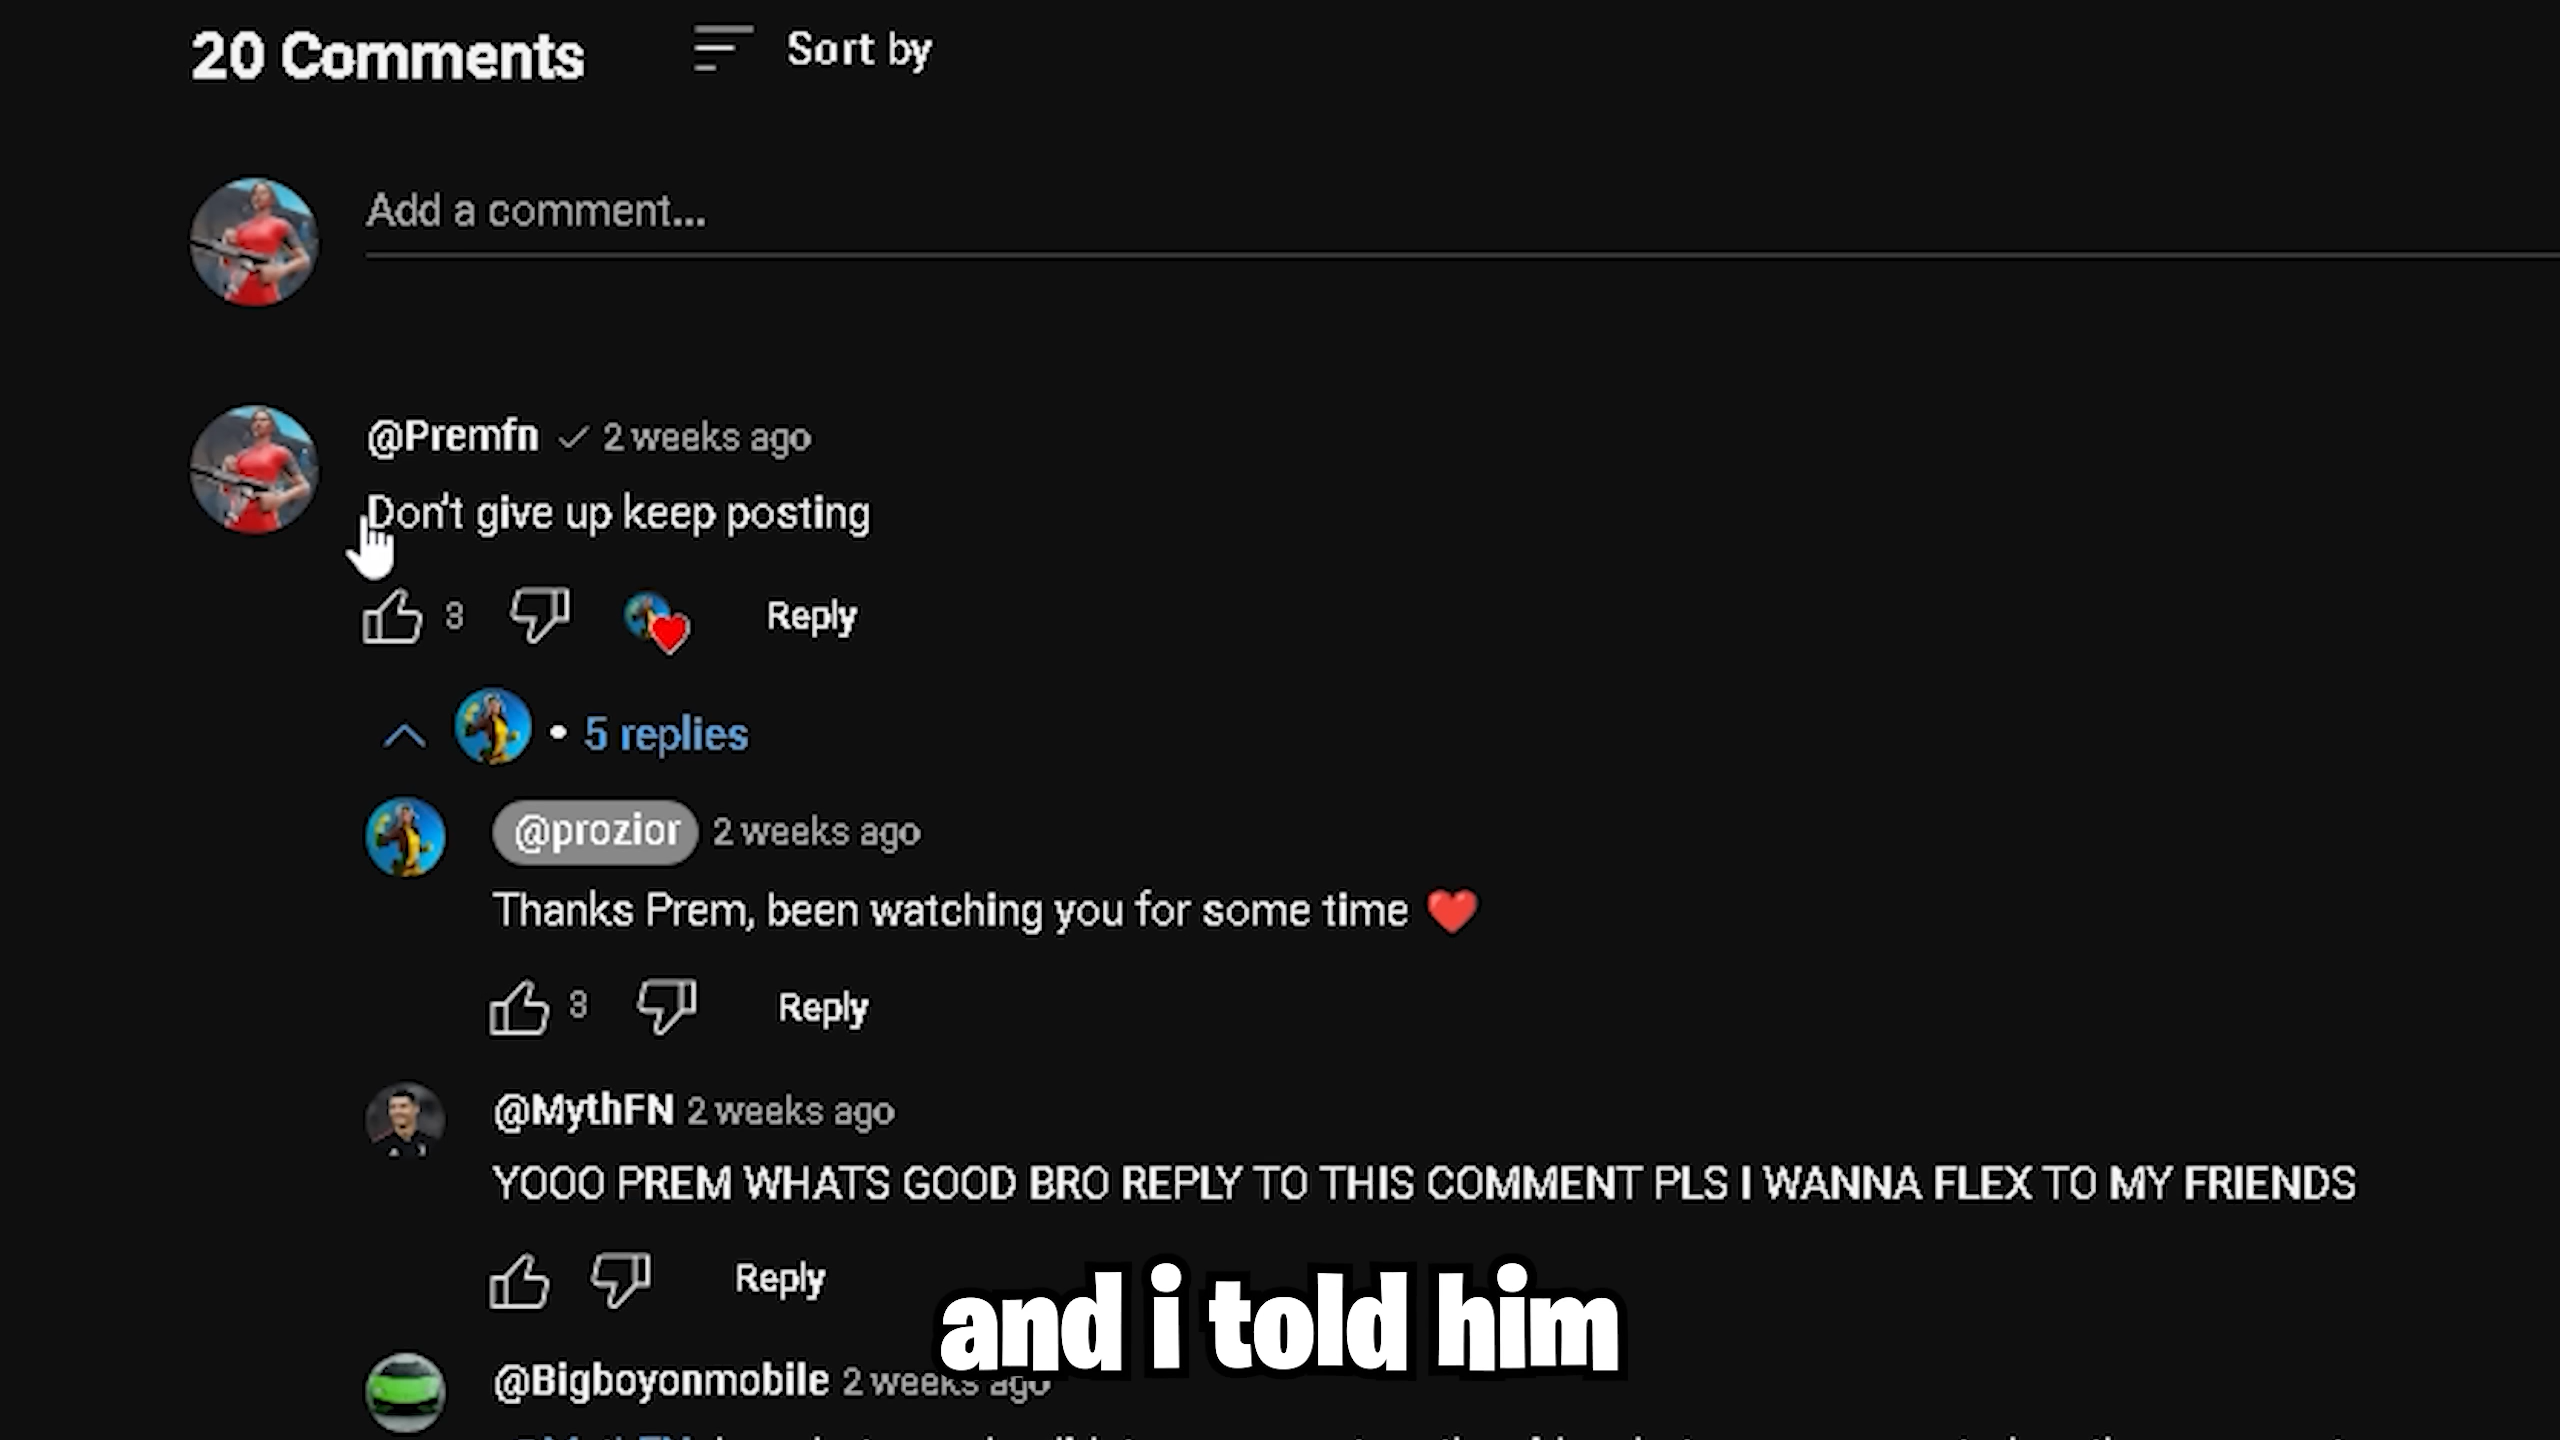 20 Comments
Sort by
Add a comment...
@Premfn 2 weeks ago
Don't give up keep posting
3 Reply
• 5 replies
@prozior 2 weeks ago
Thanks Prem, been watching you for some time ❤️
3 Reply
@MythFN 2 weeks ago
YOOO PREM WHATS GOOD BRO REPLY TO THIS COMMENT PLS I WANNA FLEX TO MY FRIENDS
Reply
and i told him
@Bigboyonmobile 2 weeks ago